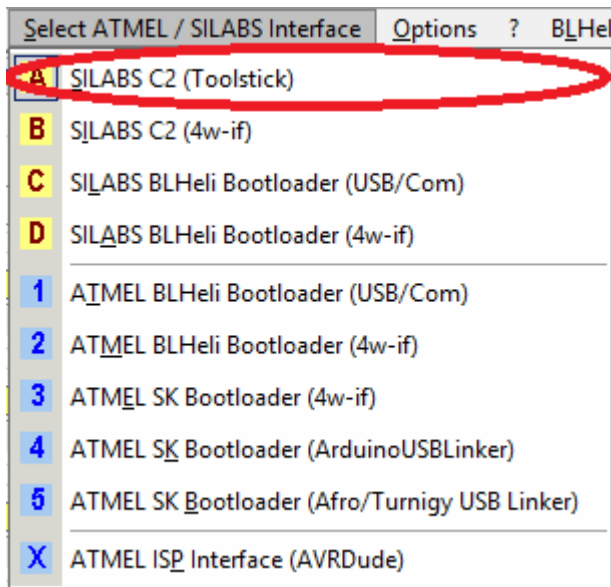 Select ATMEL / SILABS Interface Options ? BLHel
A SILABS C2 (Toolstick)
B SILABS C2 (4w-if)
C SILABS BLHeli Bootloader (USB/Com)
D SILABS BLHeli Bootloader (4w-if)
1 ATMEL BLHeli Bootloader (USB/Com)
2 ATMEL BLHeli Bootloader (4w-if)
3 ATMEL SK Bootloader (4w-if)
4 ATMEL SK Bootloader (ArduinoUSBLinker)
5 ATMEL SK Bootloader (Afro/Turnigy USB Linker)
X ATMEL ISP Interface (AVRDude)